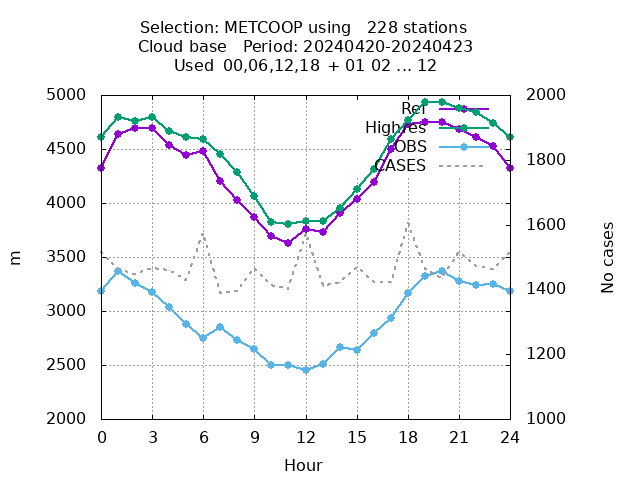 Selection: METCOOP using 228 stations
Cloud base Period: 20240420-20240423
Used 00,06,12,18 + 01 02 ... 12
5000
4500
4000
3500
3000
2500
2000
m
2000
1800
1600
1400
1200
1000
No cases
Ref
Highres
OBS
CASES
0 3 6 9 12 15 18 21 24
Hour